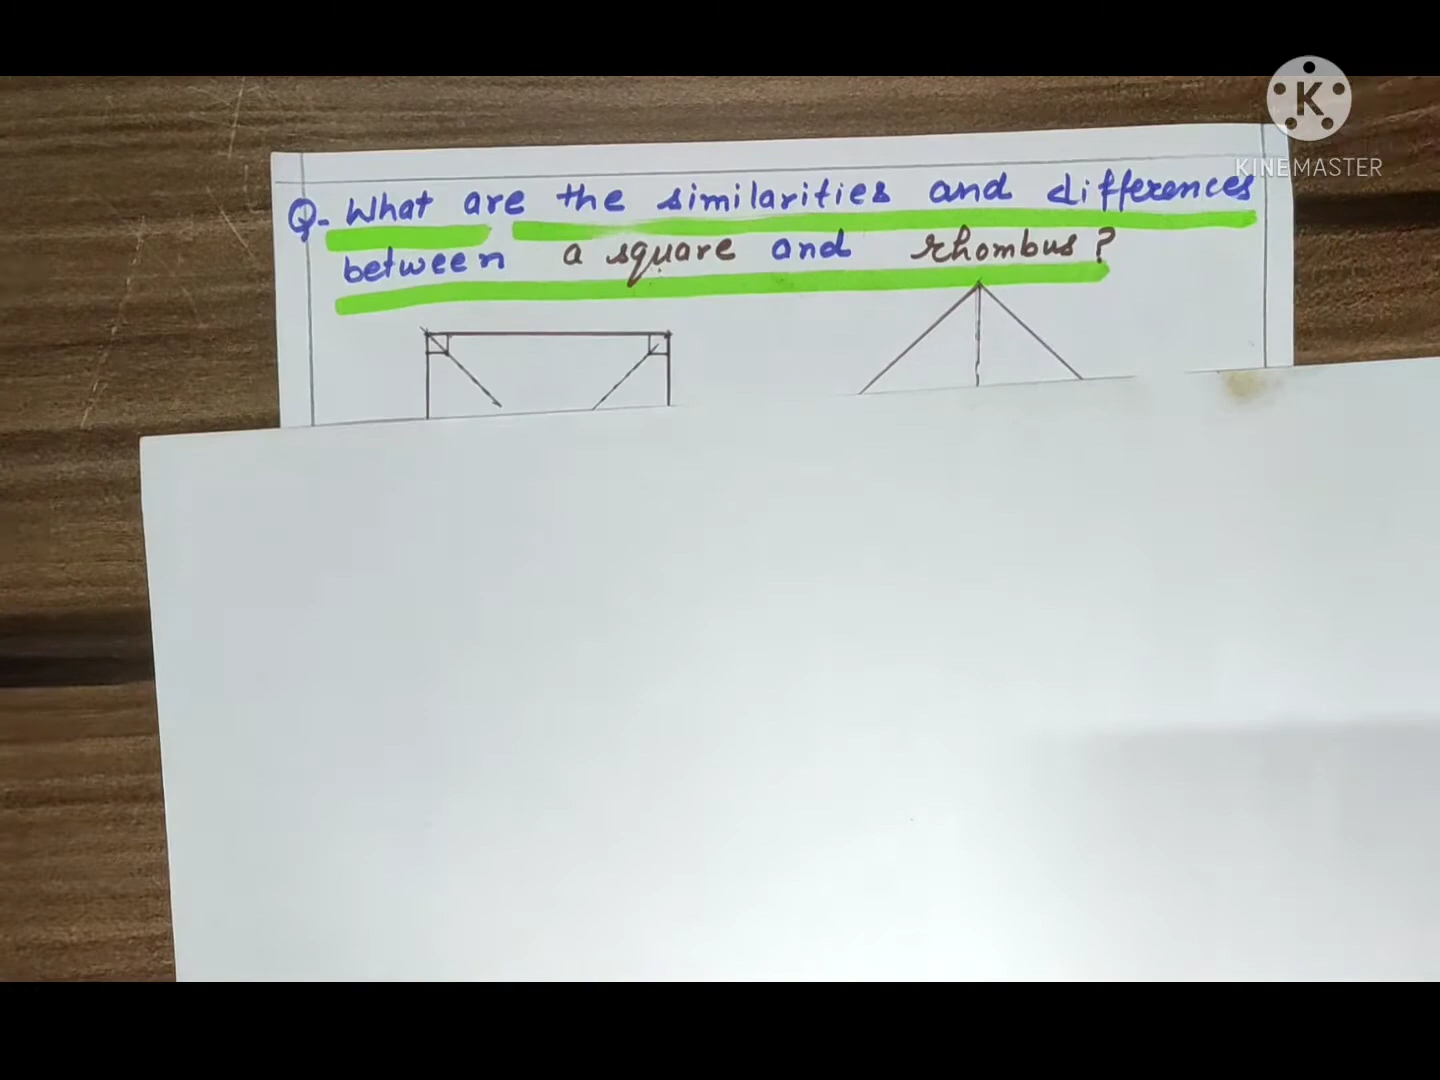 K
KINEMASTER
Q- What are the similarities and differences
between a square and rhombus?